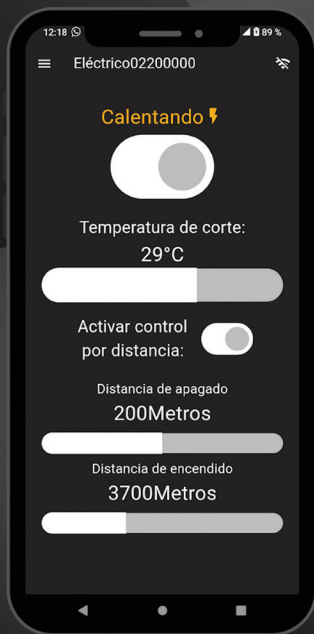 12:18 89 %
Eléctrico02200000
Calentando
Temperatura de corte:
29°C
Activar control
por distancia:
Distancia de apagado
200Metros
Distancia de encendido
3700Metros